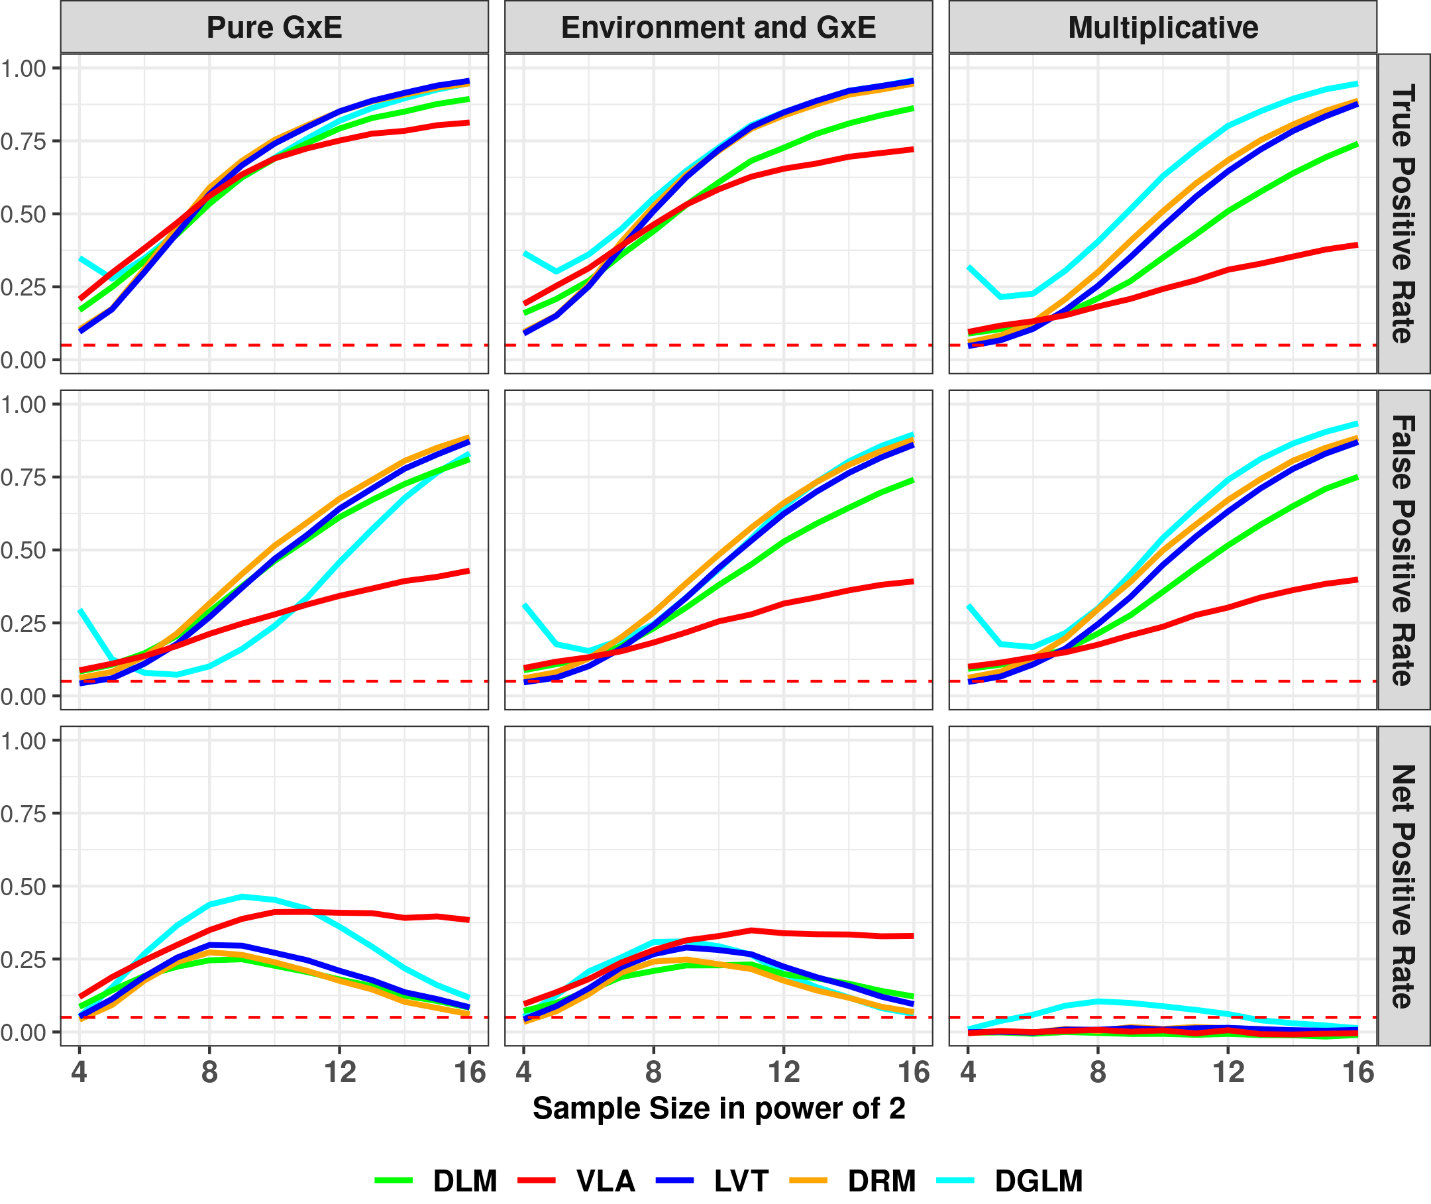 Pure GxE Environment and GxE Multiplicative
1.00
0.75
0.50
0.25
0.00
True Positive Rate
1.00
0.75
0.50
0.25
0.00
False Positive Rate
1.00
0.75
0.50
0.25
0.00
Net Positive Rate
4 8 12 16 4 8 12 16 4 8 12 16
Sample Size in power of 2
DLM VLA LVT DRM DGLM